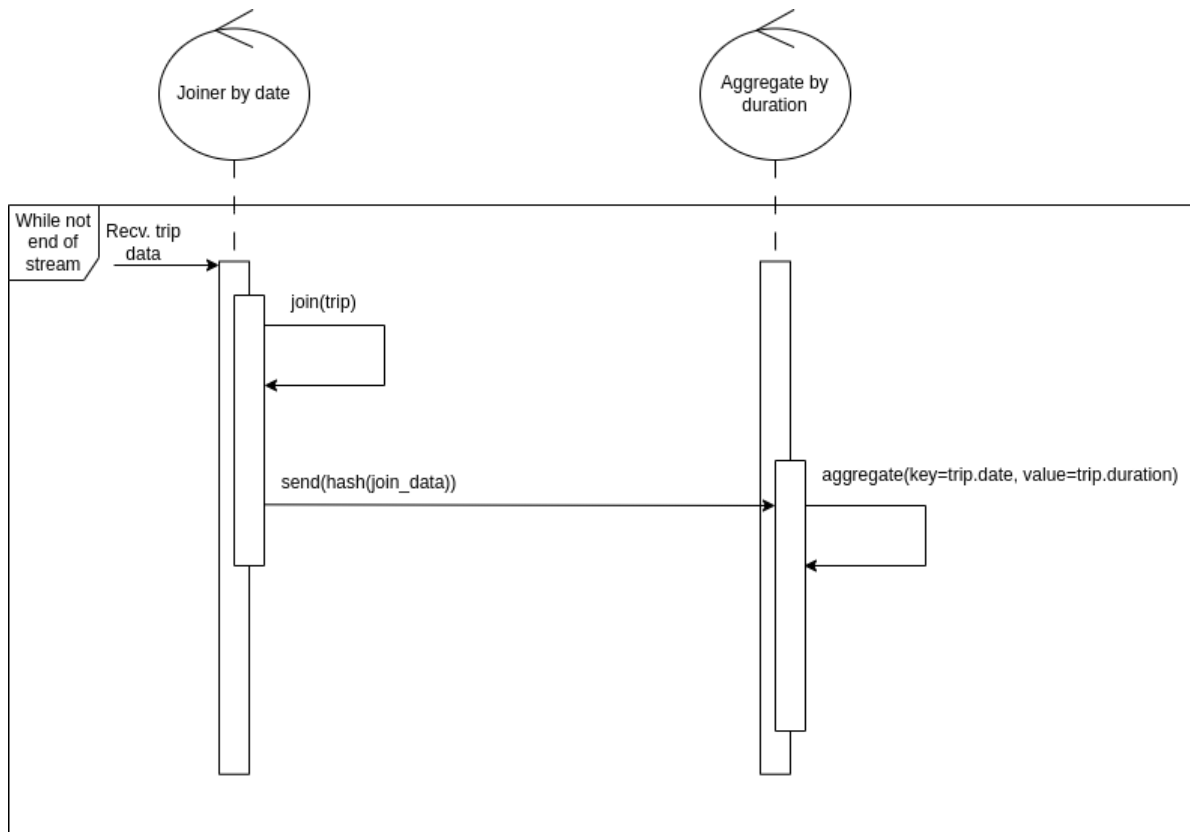 Joiner by date
Aggregate by
duration
While not
end of
stream
Recv. trip
data
join(trip)
send(hash(join_data))
aggregate(key=trip.date, value=trip.duration)